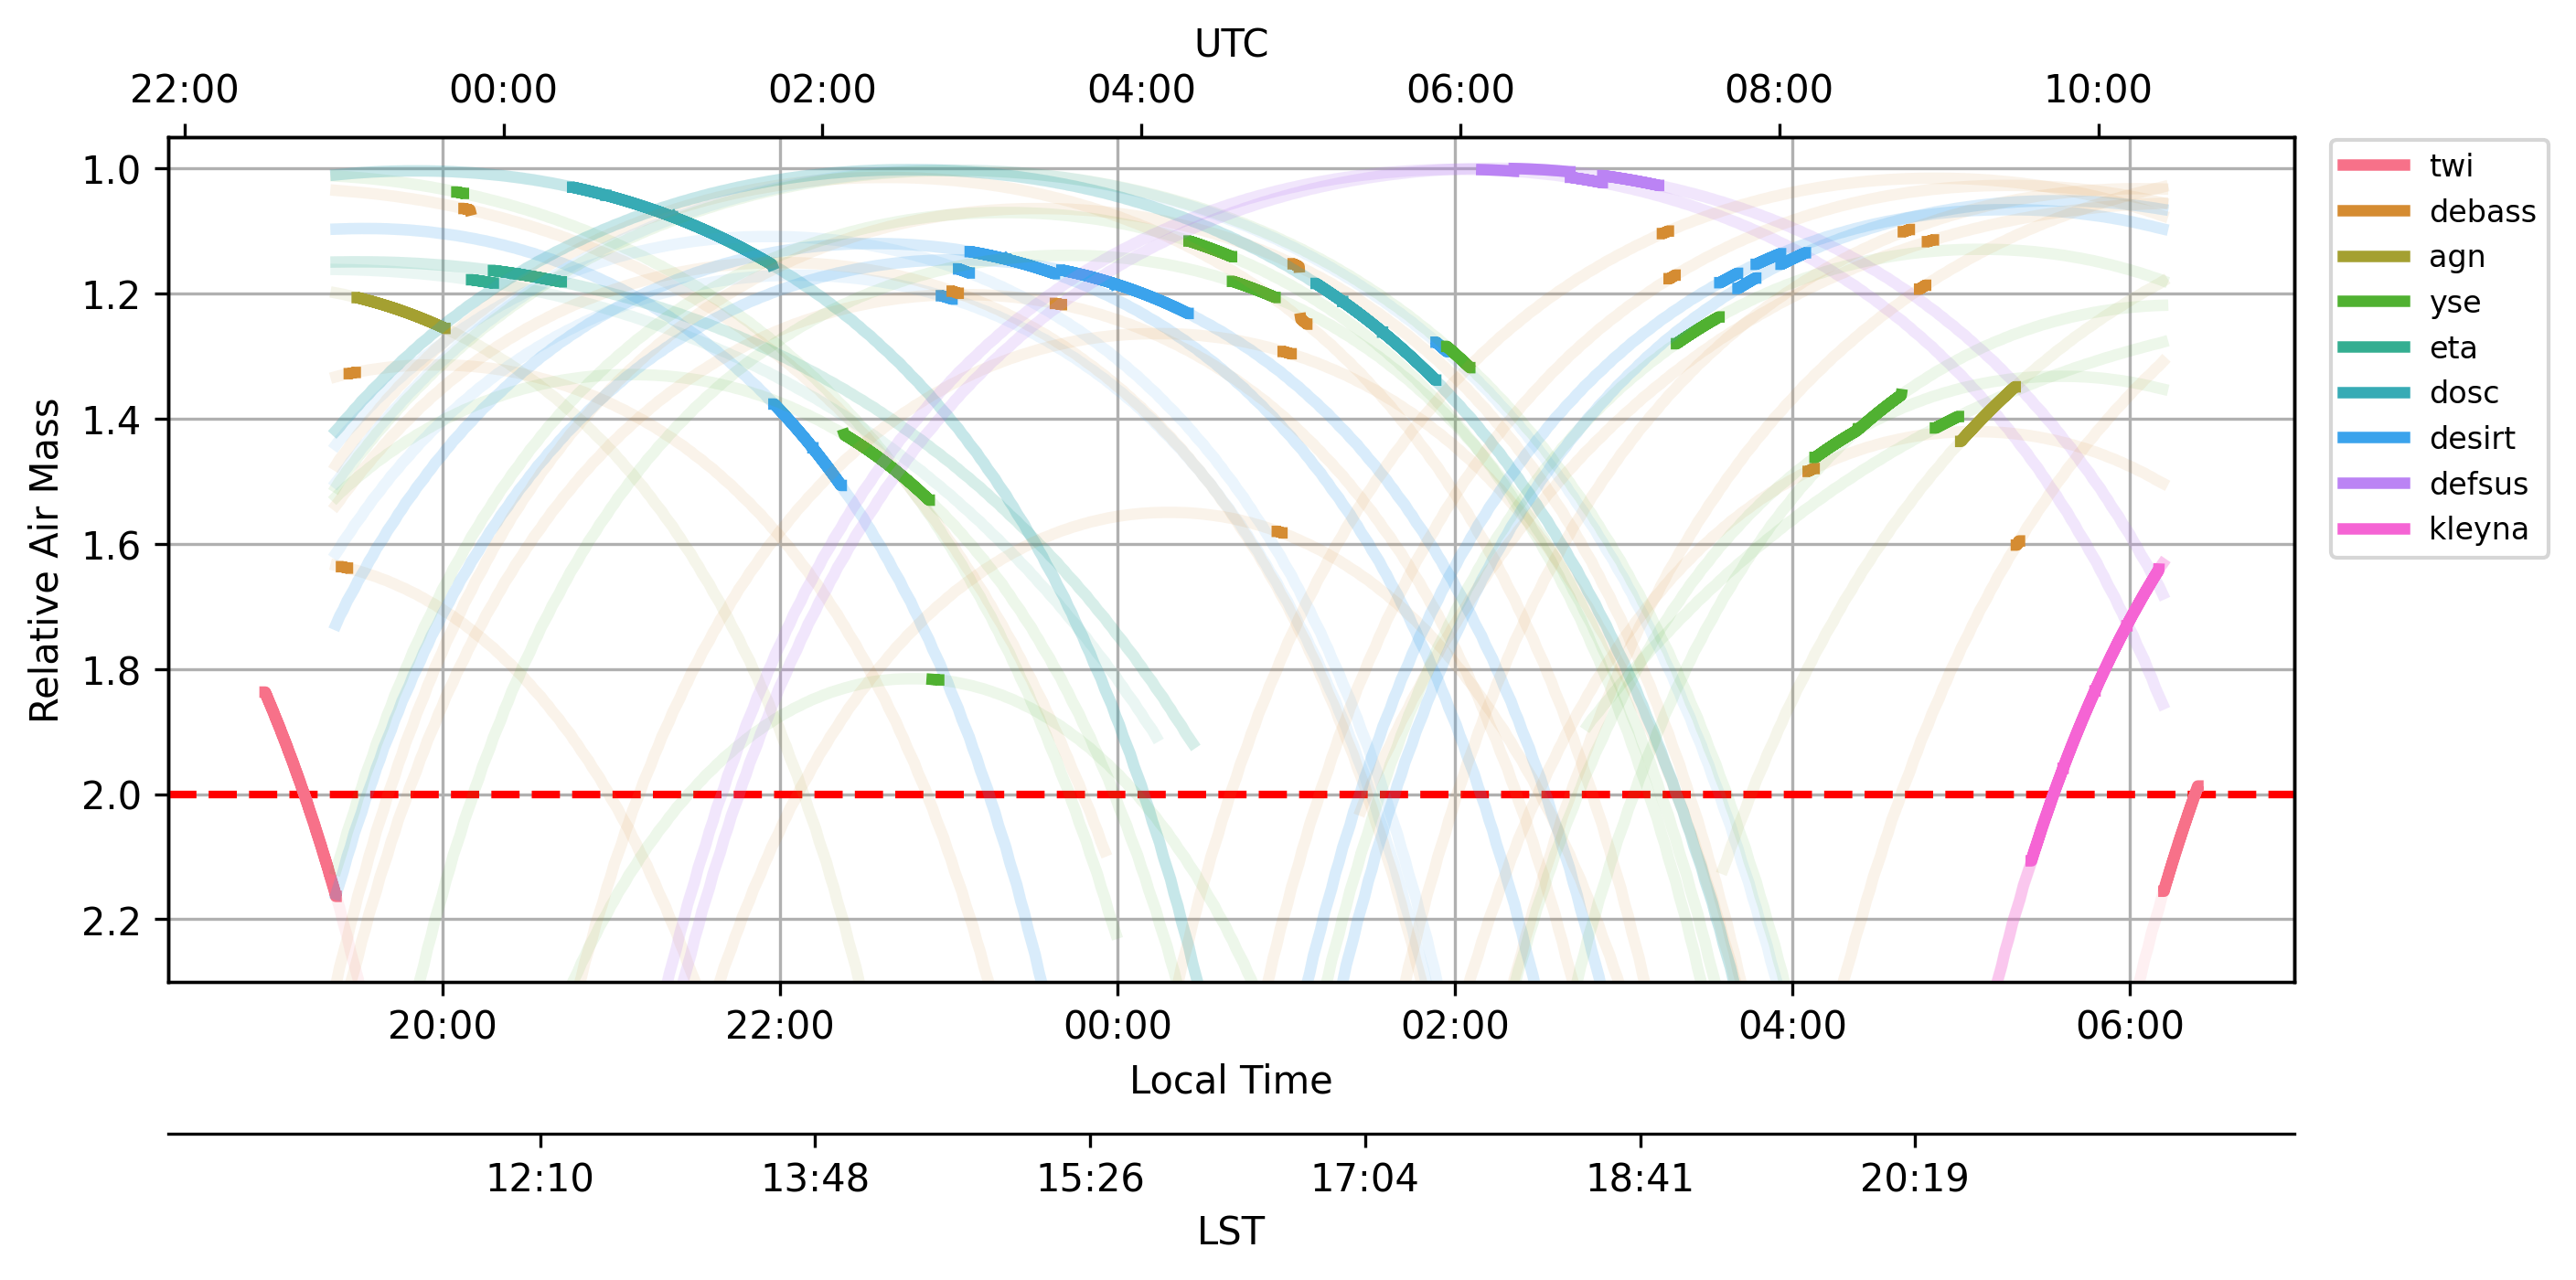 UTC
22:00 00:00 02:00 04:00 06:00 08:00 10:00
Relative Air Mass
1.0
1.2
1.4
1.6
1.8
2.0
2.2
twi
debass
agn
yse
eta
dosc
desirt
defsus
kleyna
20:00 22:00 00:00 02:00 04:00 06:00
Local Time
12:10 13:48 15:26 17:04 18:41 20:19
LST